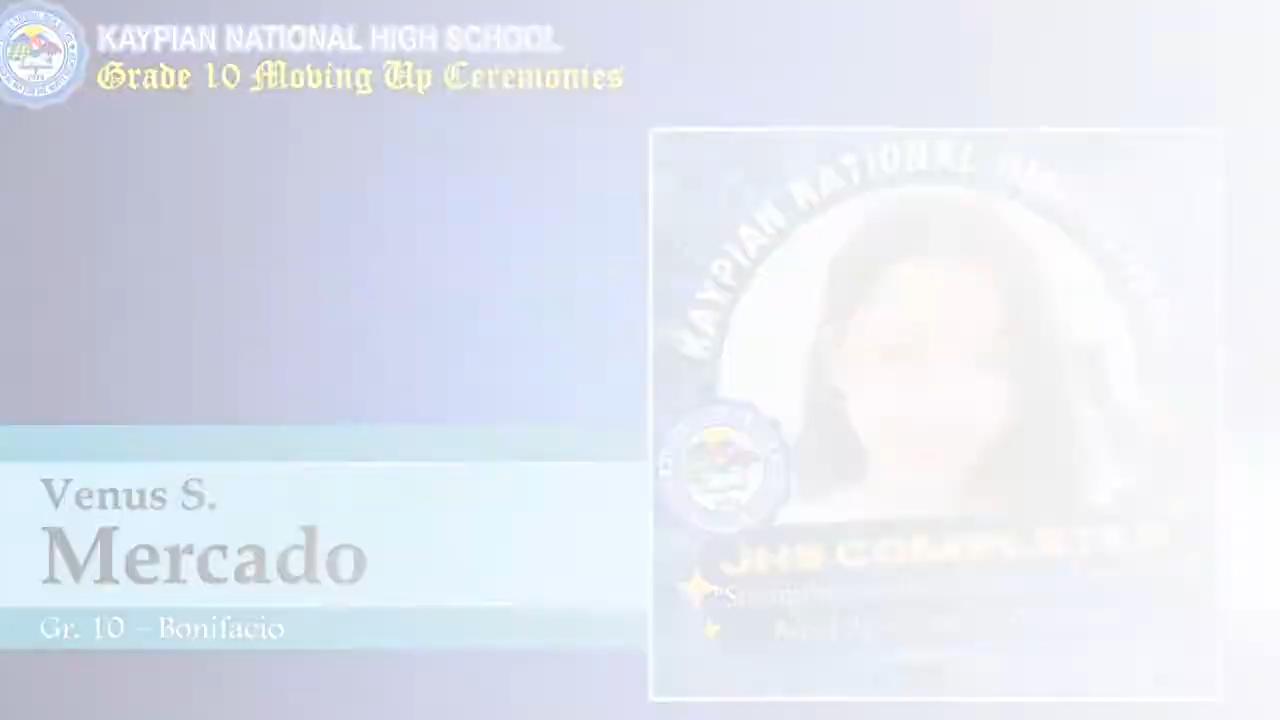 KAYPIAN NATIONAL HIGH SCHOOL
Grade 10 Moving Up Ceremonies
KAYPIAN NATIONAL
Venus S.
Mercado
Gr. 10 - Bonifacio
JHS COMPLETER